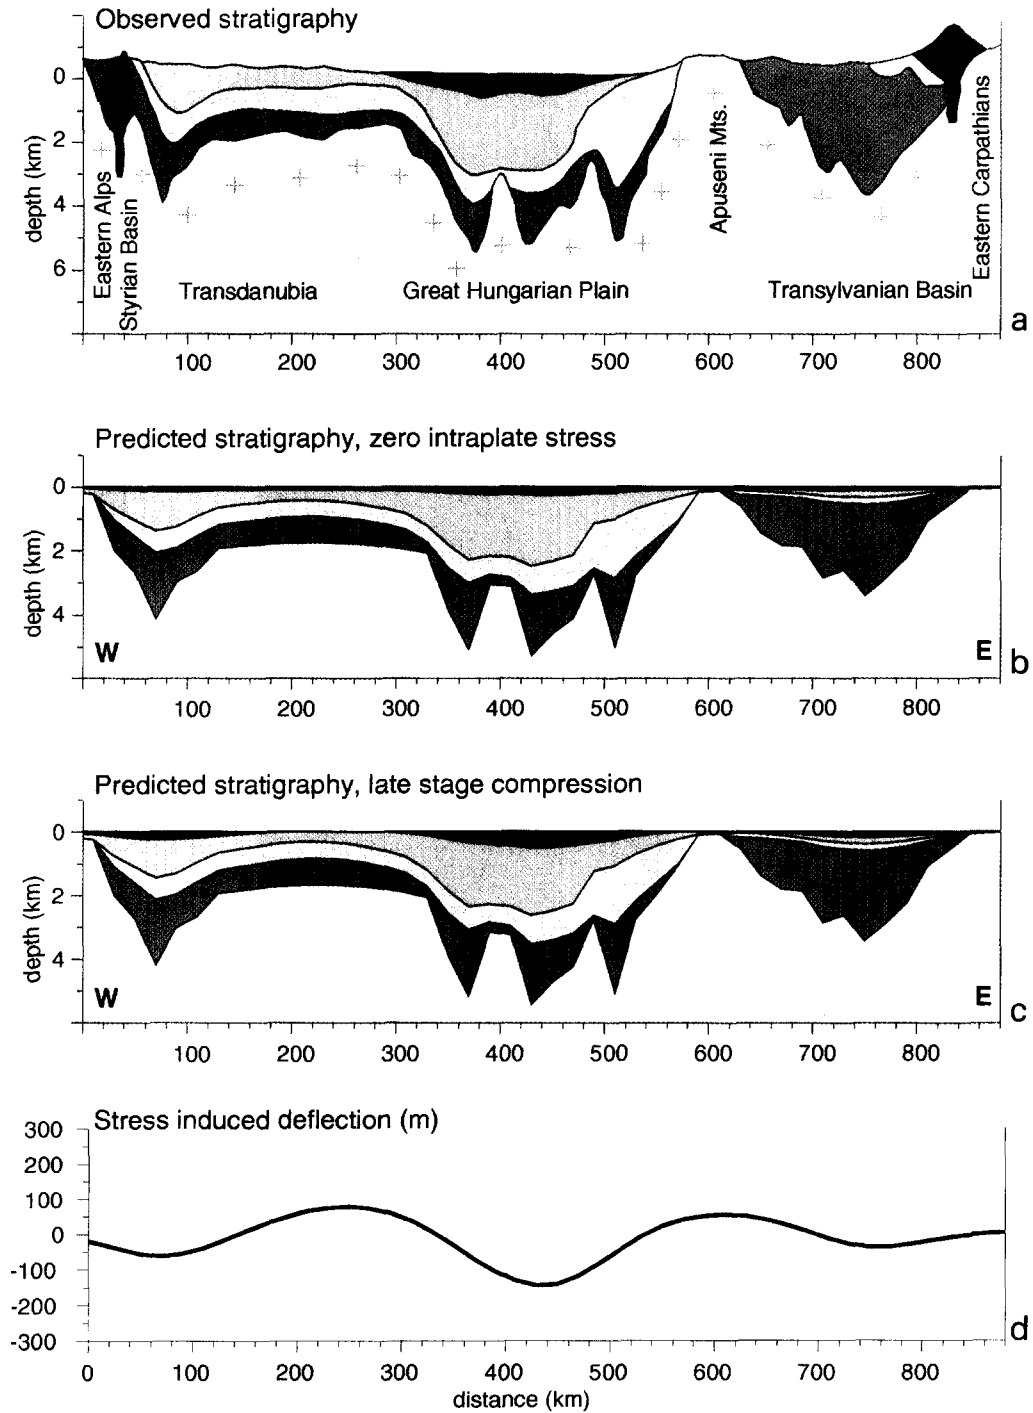 Observed stratigraphy
0
2
4
6
depth (km)
Eastern Alps
Styrian Basin
Transdanubia
Great Hungarian Plain
Apuseni Mts.
Transylvanian Basin
Eastern Carpathians
a
100 200 300 400 500 600 700 800
Predicted stratigraphy, zero intraplate stress
0
2
4
depth (km)
W E
b
100 200 300 400 500 600 700 800
Predicted stratigraphy, late stage compression
0
2
4
depth (km)
W E
c
100 200 300 400 500 600 700 800
Stress induced deflection (m)
300
200
100
0
-100
-200
-300
d
0 100 200 300 400 500 600 700 800
distance (km)